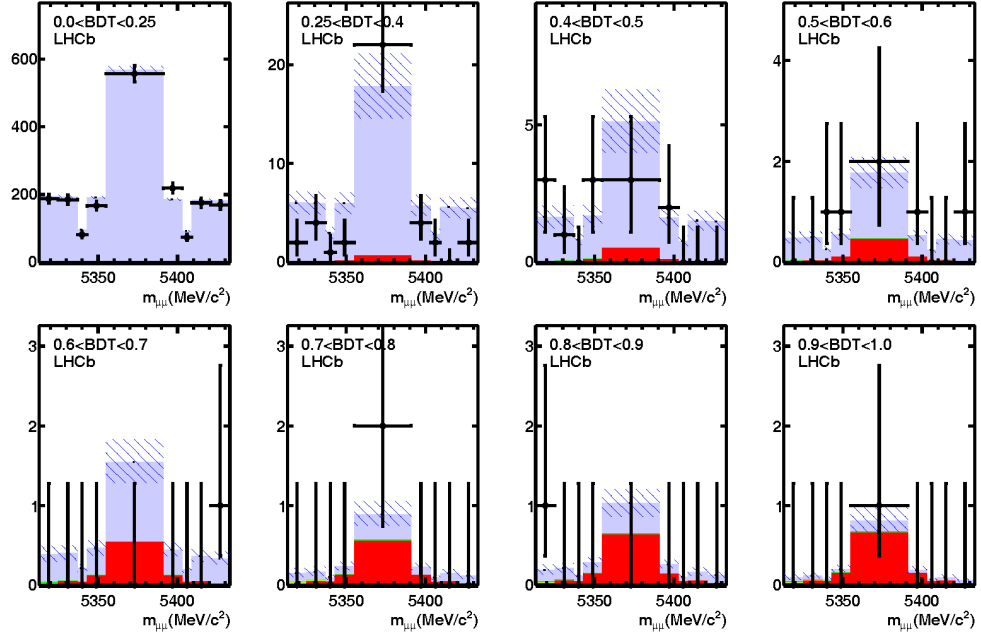 0.0<BDT<0.25
LHCb
600
400
200
0
5350 5400
mμμ(MeV/c²)
0.25<BDT<0.4
LHCb
20
10
0
5350 5400
mμμ(MeV/c²)
0.4<BDT<0.5
LHCb
5
0
5350 5400
mμμ(MeV/c²)
0.5<BDT<0.6
LHCb
4
2
0
5350 5400
mμμ(MeV/c²)
0.6<BDT<0.7
LHCb
3
2
1
0
5350 5400
mμμ(MeV/c²)
0.7<BDT<0.8
LHCb
3
2
1
0
5350 5400
mμμ(MeV/c²)
0.8<BDT<0.9
LHCb
3
2
1
0
5350 5400
mμμ(MeV/c²)
0.9<BDT<1.0
LHCb
3
2
1
0
5350 5400
mμμ(MeV/c²)